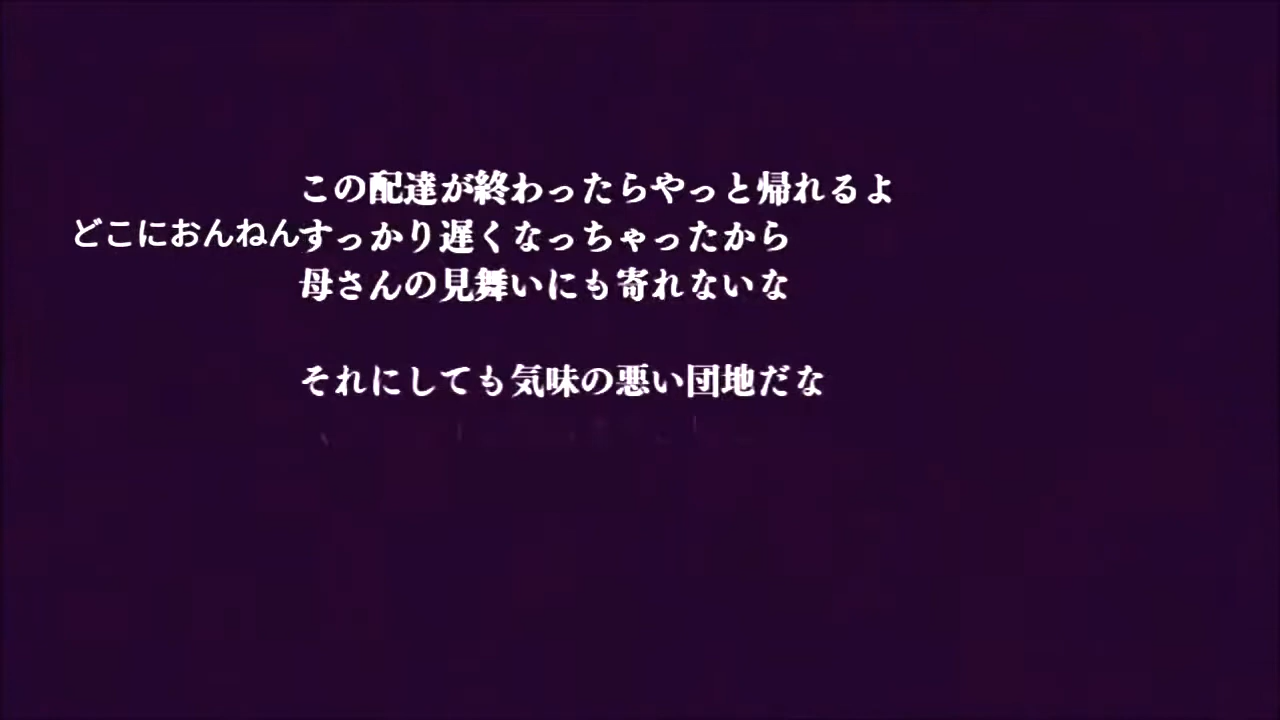 この配達が終わったらやっと帰れるよ
どこにおんねん
すっかり遅くなっちゃったから
母さんの見舞いにも寄れないな
それにしても気味の悪い団地だな